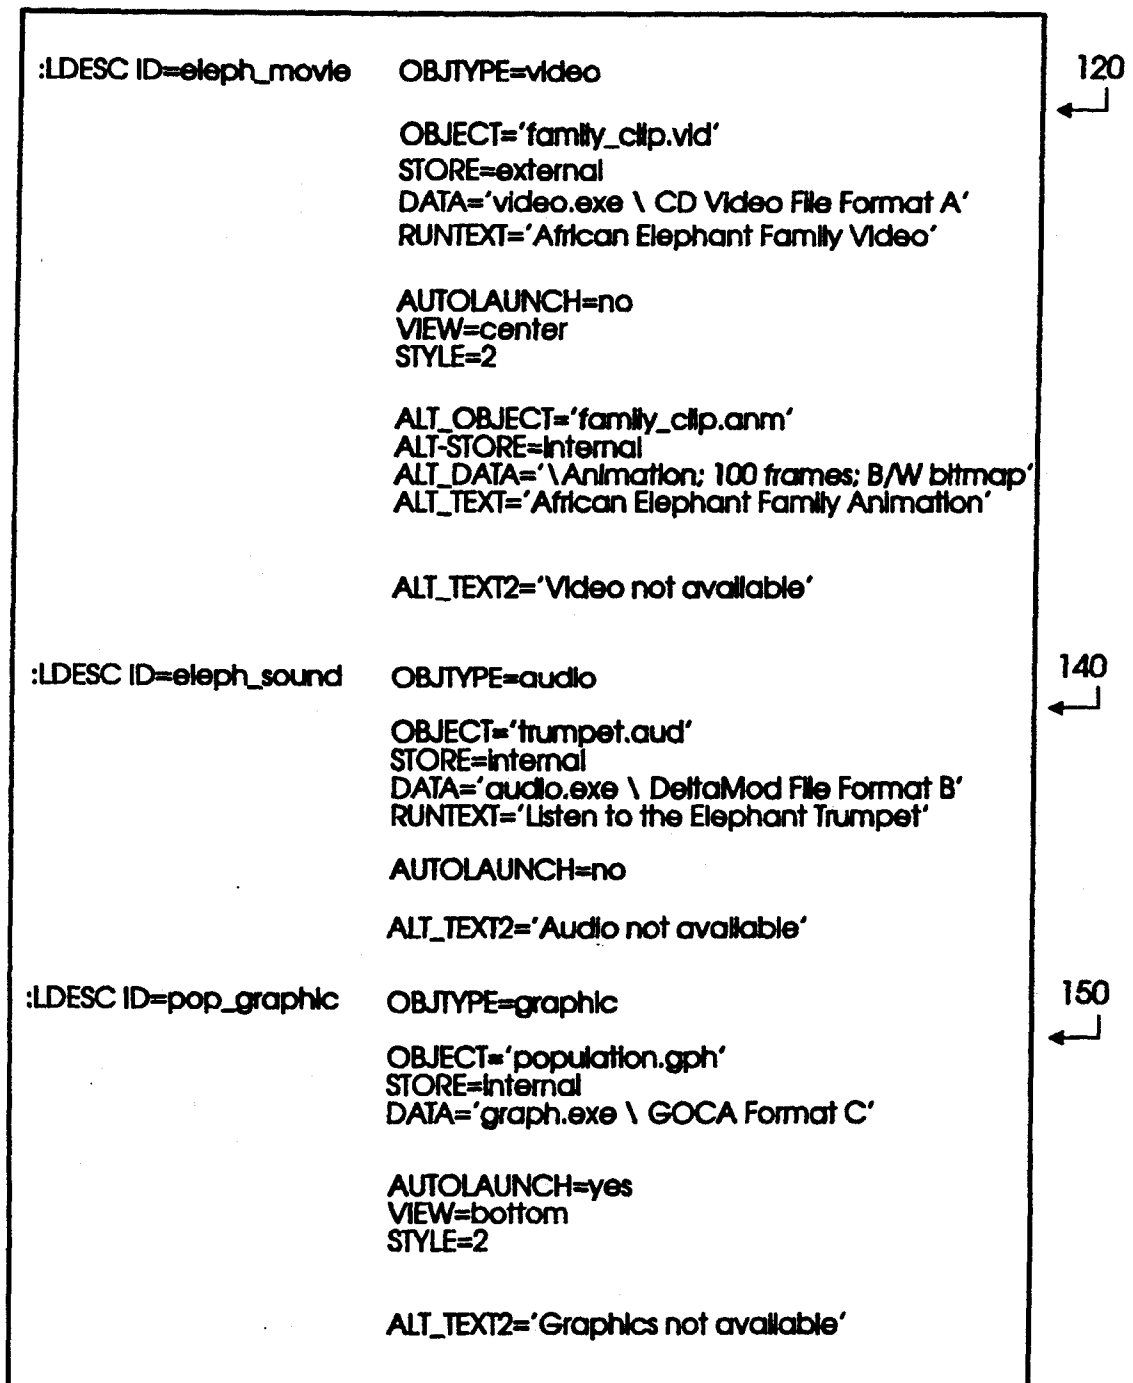 :LDESC ID=eleph_movie OBJTYPE=video 120
OBJECT='family_clip.vid'
STORE=external
DATA='video.exe \ CD Video File Format A'
RUNTEXT='African Elephant Family Video'
AUTOLAUNCH=no
VIEW=center
STYLE=2
ALT_OBJECT='family_clip.anm'
ALT-STORE=internal
ALT_DATA='\Animation; 100 frames; B/W bitmap'
ALT_TEXT='African Elephant Family Animation'
ALT_TEXT2='Video not available'
:LDESC ID=eleph_sound OBJTYPE=audio 140
OBJECT='trumpet.aud'
STORE=internal
DATA='audio.exe \ DeltaMod File Format B'
RUNTEXT='Listen to the Elephant Trumpet'
AUTOLAUNCH=no
ALT_TEXT2='Audio not available'
:LDESC ID=pop_graphic OBJTYPE=graphic 150
OBJECT='population.gph'
STORE=internal
DATA='graph.exe \ GOCA Format C'
AUTOLAUNCH=yes
VIEW=bottom
STYLE=2
ALT_TEXT2='Graphics not available'